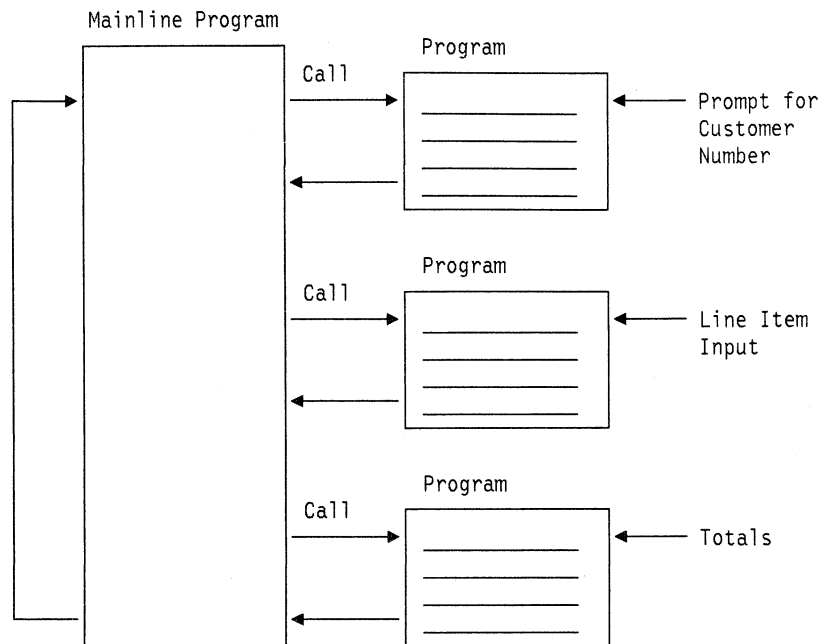 Mainline Program
Program
Call
Prompt for
Customer
Number
Program
Call
Line Item
Input
Program
Call
Totals